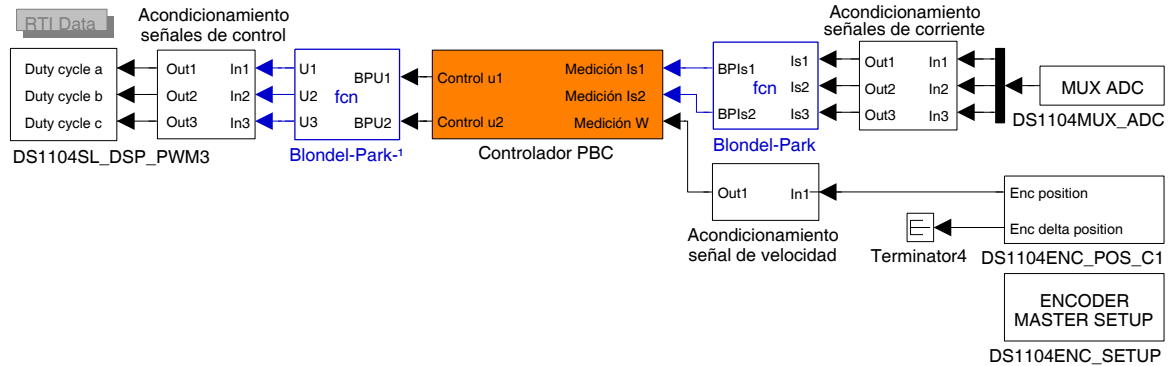 RTI Data
Acondicionamiento
señales de control
Duty cycle a
Duty cycle b
Duty cycle c
DS1104SL_DSP_PWM3
Out1
Out2
Out3
In1
In2
In3
U1
U2
U3
fcn
BPU1
BPU2
Blondel-Park-¹
Control u1
Control u2
Medición Is1
Medición Is2
Medición W
Controlador PBC
BPIs1
BPIs2
fcn
Is1
Is2
Is3
Blondel-Park
Acondicionamiento
señales de corriente
Out1
Out2
Out3
In1
In2
In3
MUX ADC
DS1104MUX_ADC
Out1
In1
Acondicionamiento
señal de velocidad
Terminator4
Enc position
Enc delta position
DS1104ENC_POS_C1
ENCODER
MASTER SETUP
DS1104ENC_SETUP